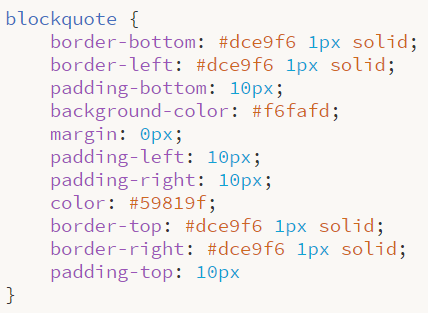 blockquote {
    border-bottom: #dce9f6 1px solid;
    border-left: #dce9f6 1px solid;
    padding-bottom: 10px;
    background-color: #f6fafd;
    margin: 0px;
    padding-left: 10px;
    padding-right: 10px;
    color: #59819f;
    border-top: #dce9f6 1px solid;
    border-right: #dce9f6 1px solid;
    padding-top: 10px
}